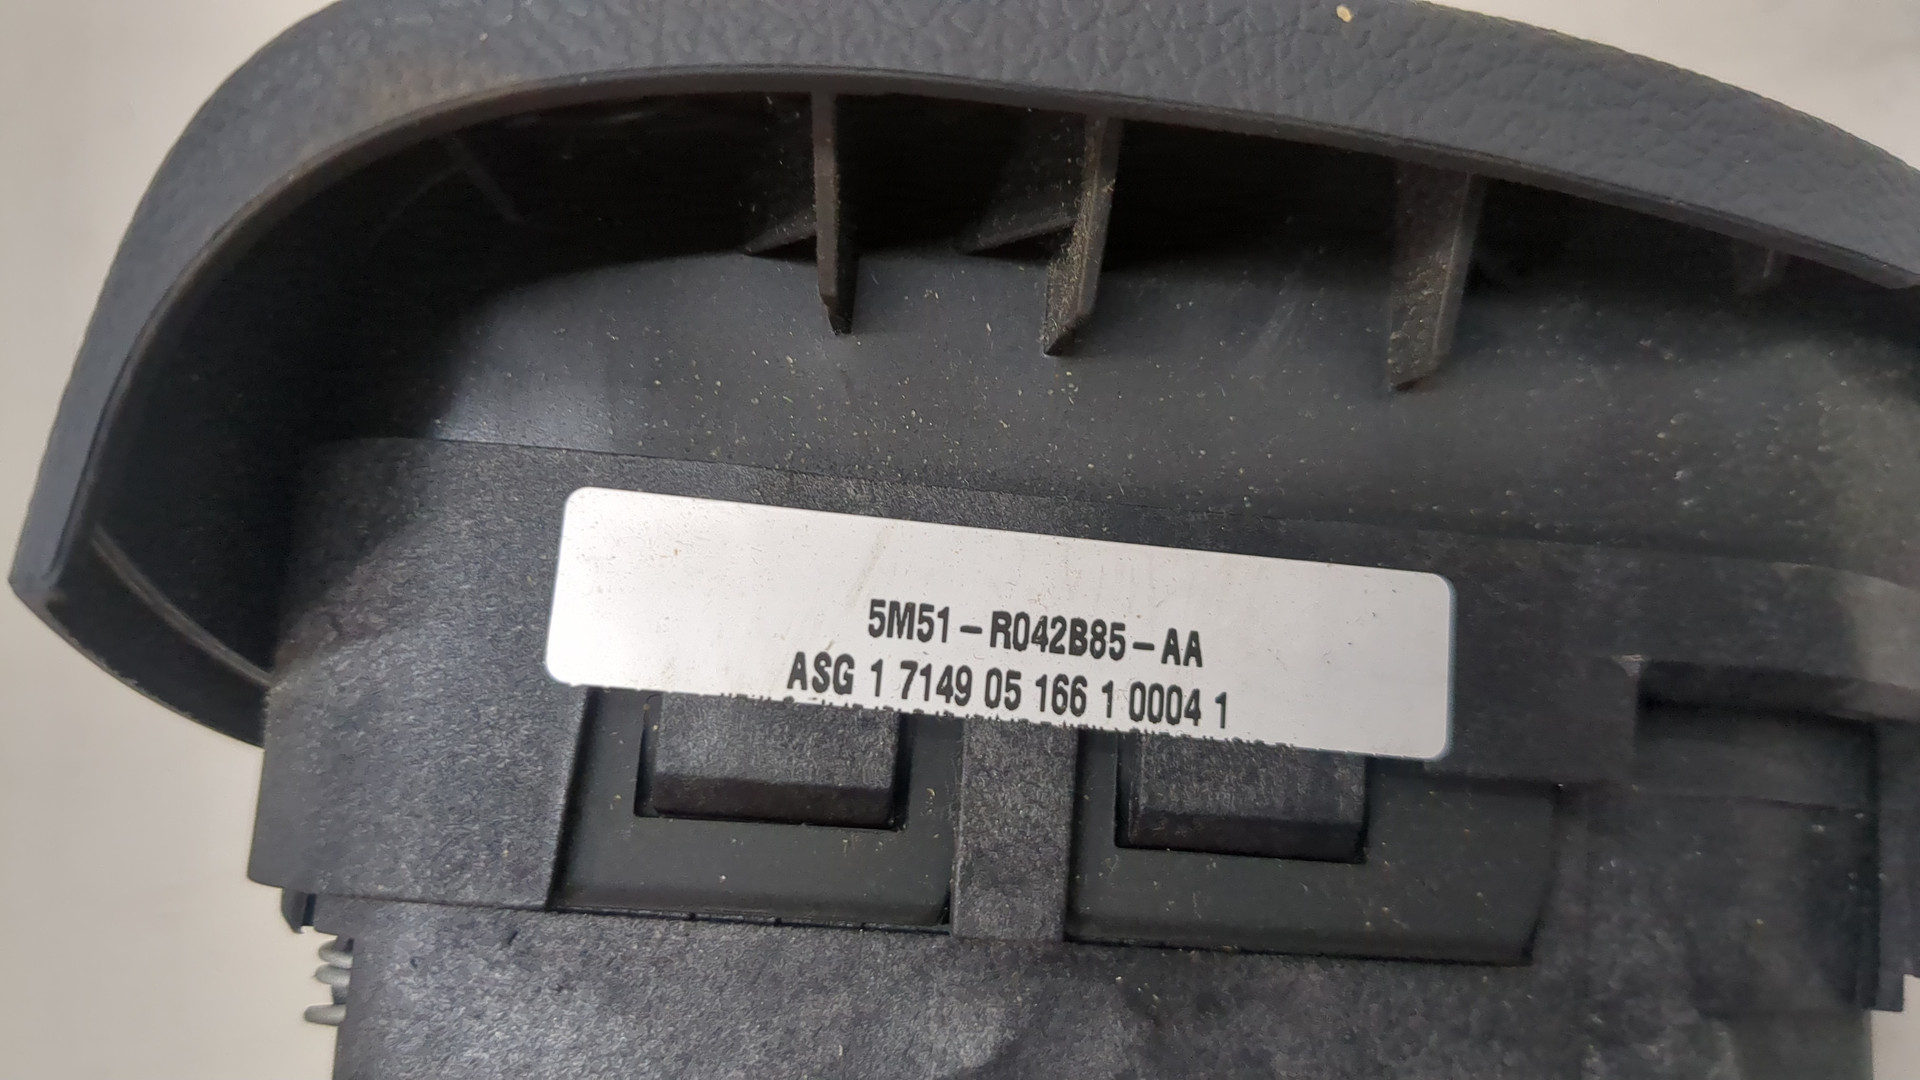 5M51-R042B85-AA
ASG 1 7149 05 166 1 0004 1